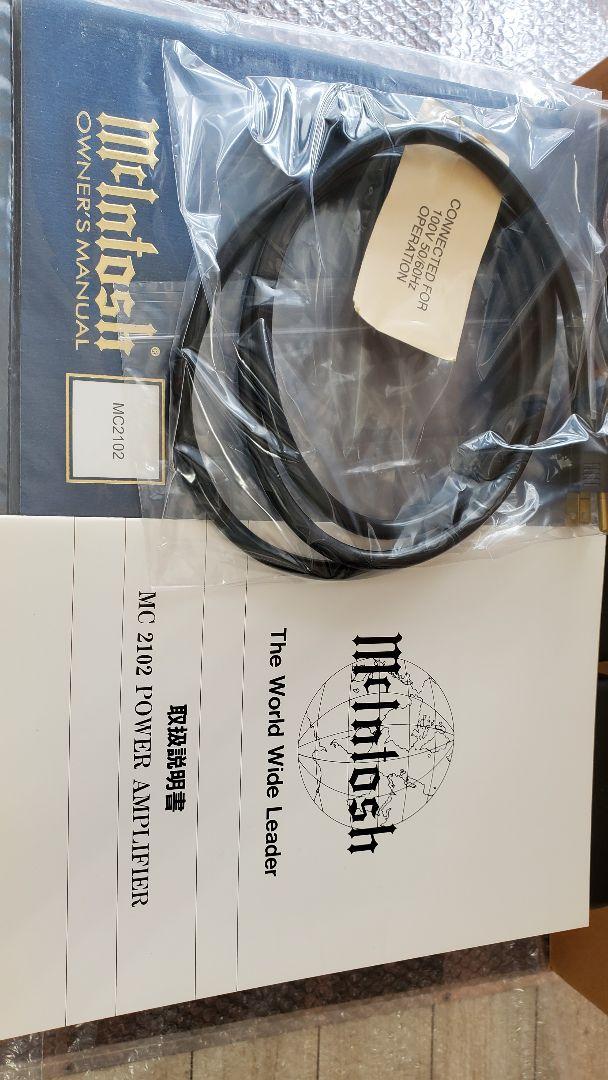 McIntosh®
OWNER'S MANUAL
MC2102
CONNECTED FOR
100V 50/60Hz
OPERATION
McIntosh
The World Wide Leader
取扱説明書
MC 2102 POWER AMPLIFIER